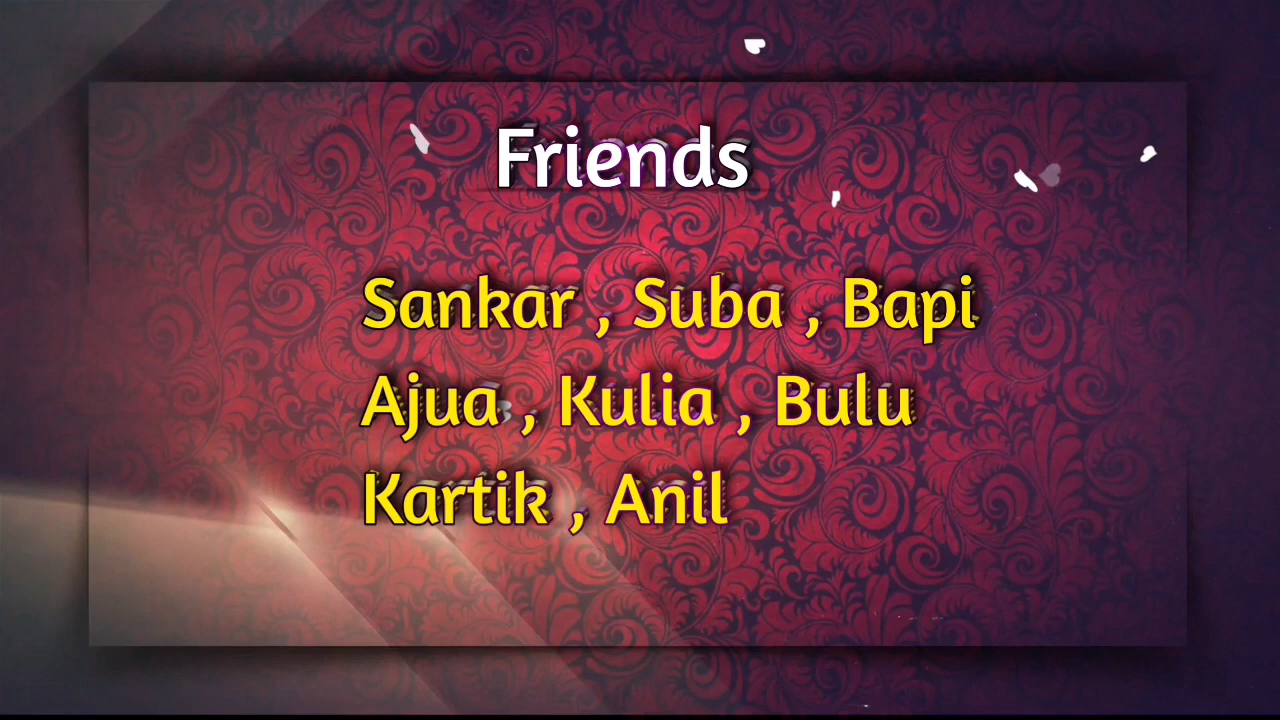 Friends
Sankar , Suba , Bapi
Ajua , Kulia , Bulu
Kartik , Anil